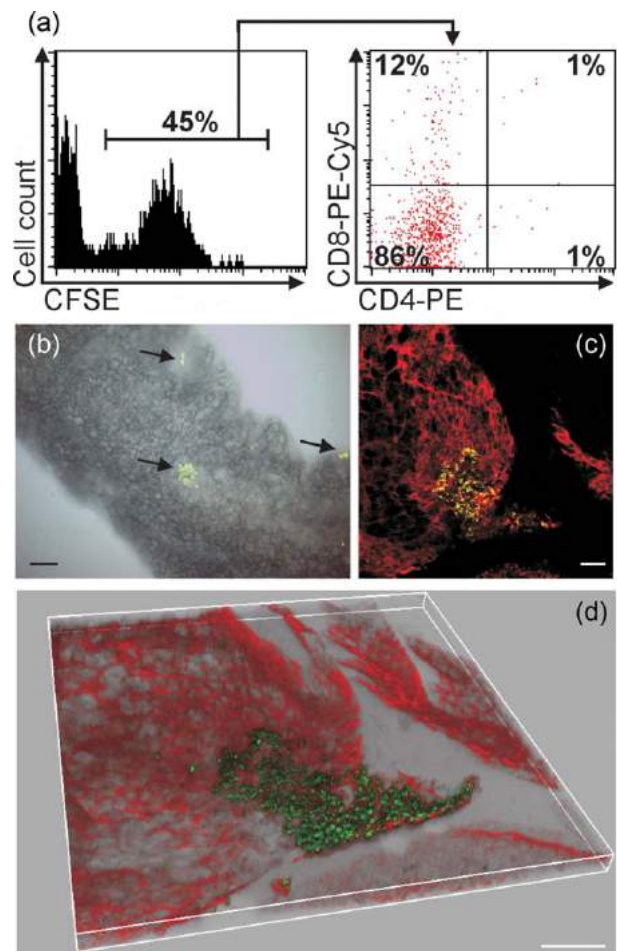 (a)
45%
Cell count
CFSE
12%
1%
86%
1%
CD8-PE-Cy5
CD4-PE
(b)
(c)
(d)